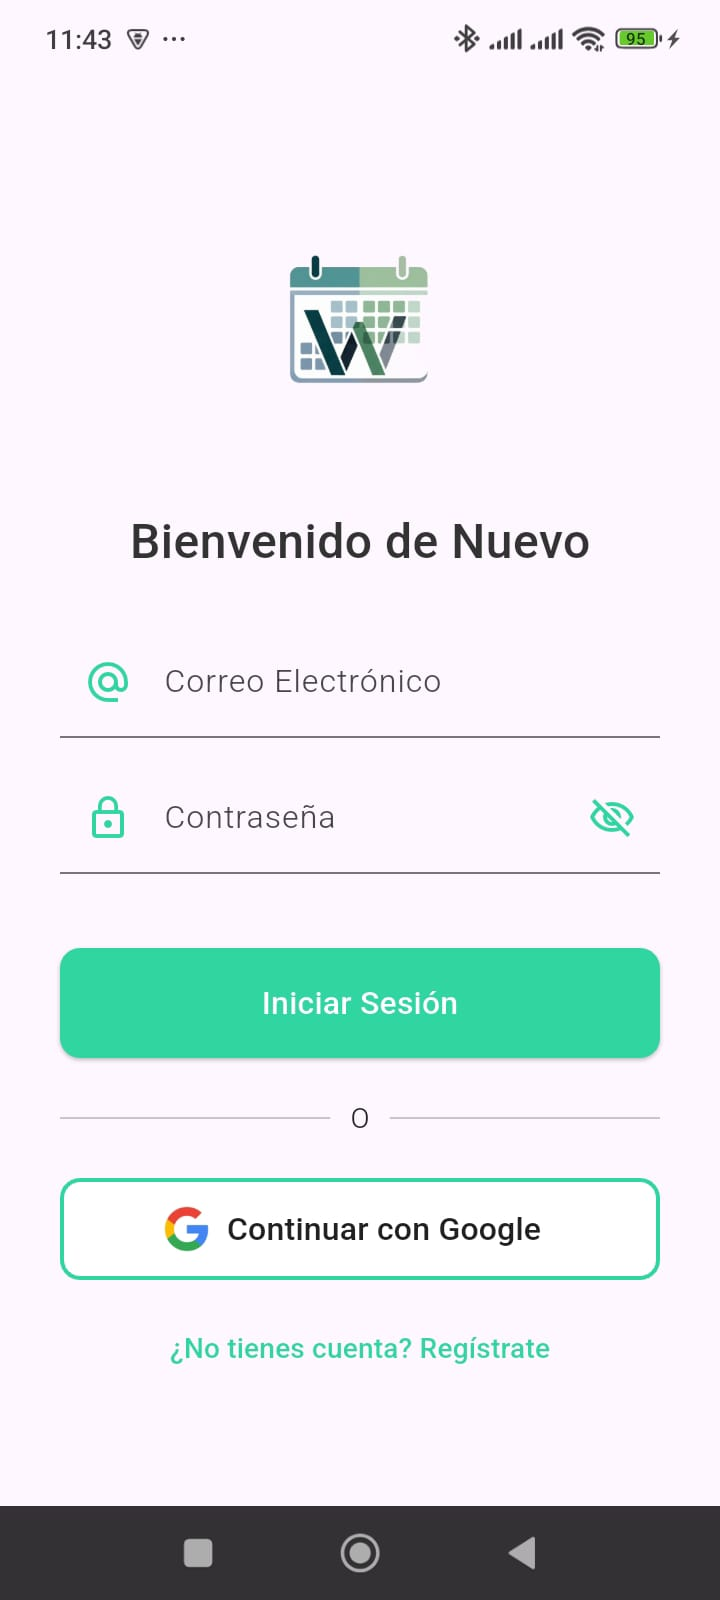 11:43
95
W
Bienvenido de Nuevo
Correo Electrónico
Contraseña
Iniciar Sesión
O
Continuar con Google
¿No tienes cuenta? Regístrate